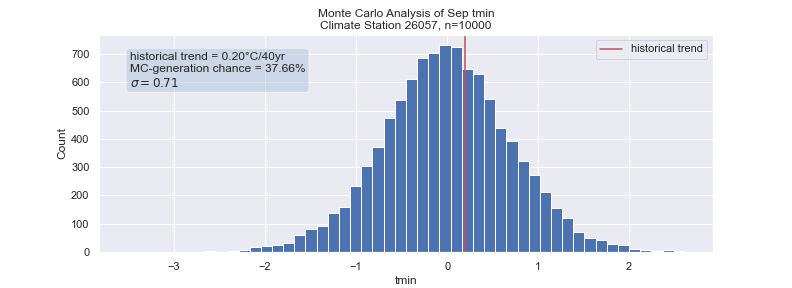 Monte Carlo Analysis of Sep tmin
Climate Station 26057, n=10000
historical trend = 0.20°C/40yr
MC-generation chance = 37.66%
σ = 0.71
historical trend
Count
700
600
500
400
300
200
100
0
−3 −2 −1 0 1 2
tmin